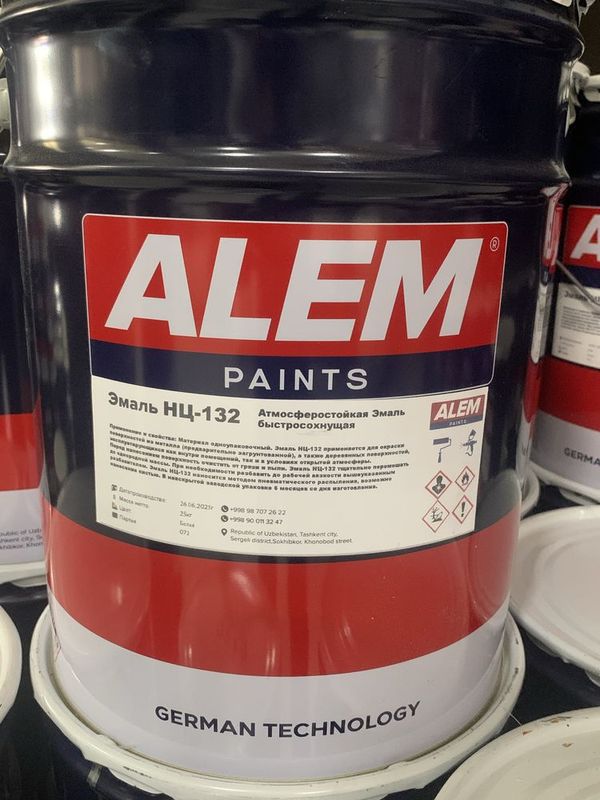 ALEM®
PAINTS
Эмаль НЦ-132
Атмосферостойкая Эмаль
быстросохнущая
ALEM
PAINTS
Применение и свойства: Материал одноупаковочный. Эмаль НЦ-132 применяется для окраски
поверхностей из металла (предварительно загрунтованной), а также деревянных поверхностей,
эксплуатирующихся как внутри помещений, так и в условиях открытой атмосферы.
Перед нанесением поверхность очистить от грязи и пыли. Эмаль НЦ-132 тщательно перемешать
до однородной массы. При необходимости разбавить до рабочей вязкости вышеуказанным
разбавителем. Эмаль НЦ-132 наносится методом пневматического распыления, возможно
нанесение кистью. В невскрытой заводской упаковке 6 месяцев со дня изготовления.
Дата производства: 26.06.2021г
Масса нетто: 25кг
Цвет: Белая
Партия 072
+998 98 707 26 22
+998 90 011 32 47
Republic of Uzbekistan, Tashkent city,
Sergeli district, Sokhibkor, Khonobod street.
GERMAN TECHNOLOGY